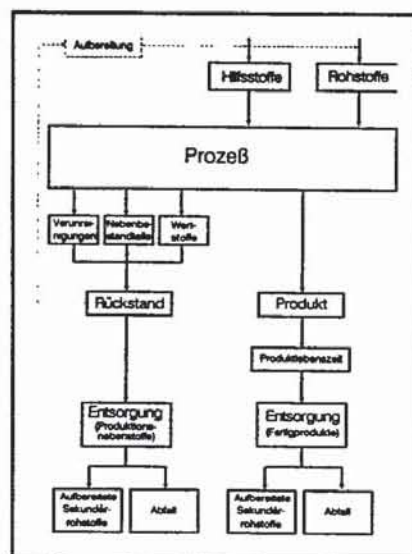 Aufbereitung
Hilfsstoffe
Rohstoffe
Prozeß
Verunrei-
nigungen
Nebenbe-
standteile
Wert-
stoffe
Rückstand
Produkt
Produktlebenszeit
Entsorgung
(Produktions-
nebenstoffe)
Entsorgung
(Fertigprodukte)
Aufbereitete
Sekundär-
rohstoffe
Abfall
Aufbereitete
Sekundär-
rohstoffe
Abfall